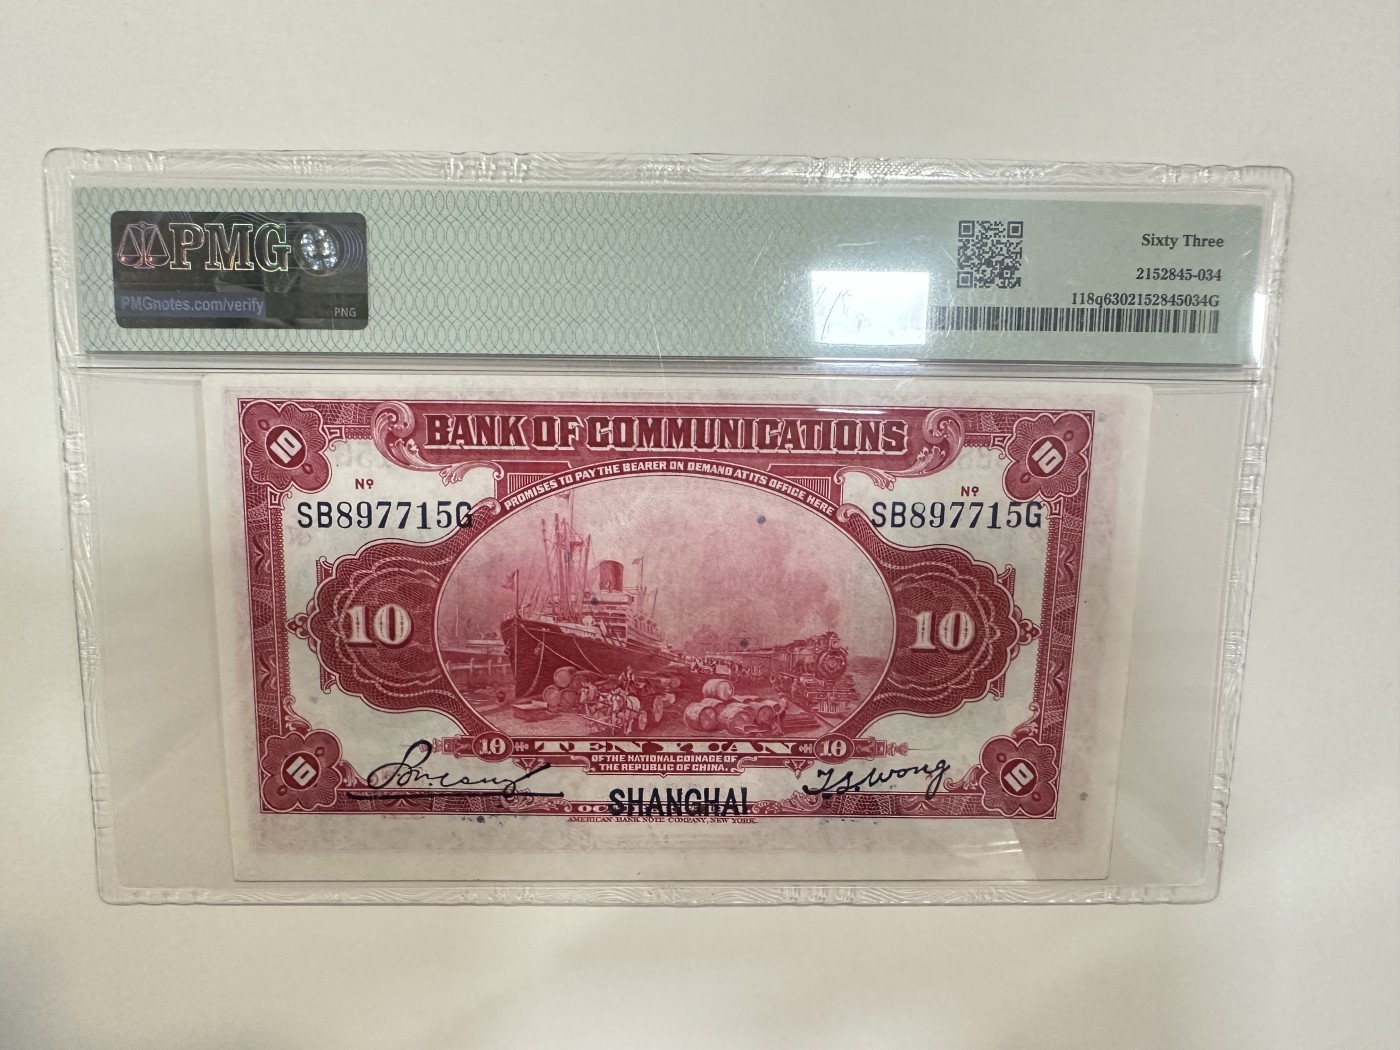 PMG
PMGnotes.com/verify
PNG
Sixty Three
2152845-034
118q6302152845034G
10 BANK OF COMMUNICATIONS 10
PROMISES TO PAY THE BEARER ON DEMAND AT ITS OFFICE HERE
Nº Nº
SB897715G SB897715G
10 10
10 TEN YUAN 10
OF THE NATIONAL COINAGE OF
THE REPUBLIC OF CHINA.
T.S. Wong
10 10
SHANGHAI
AMERICAN BANK NOTE COMPANY, NEW YORK.